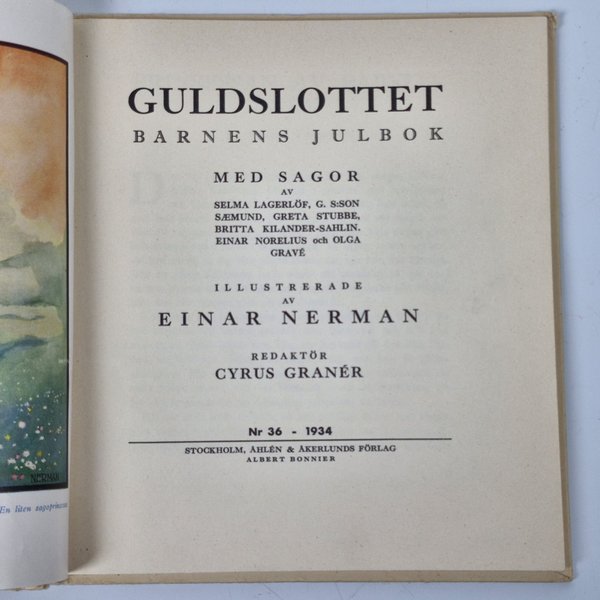 GULDSLOTTET
BARNENS JULBOK
MED SAGOR
AV
SELMA LAGERLÖF, G. S:SON
SÆMUND, GRETA STUBBE,
BRITTA KILANDER-SAHLIN.
EINAR NORELIUS och OLGA
GRAVÉ
ILLUSTRERADE
AV
EINAR NERMAN
REDAKTÖR
CYRUS GRANÉR
Nr 36 - 1934
STOCKHOLM, ÅHLÉN & ÅKERLUNDS FÖRLAG
ALBERT BONNIER
NERMAN
En liten sagoprinsess